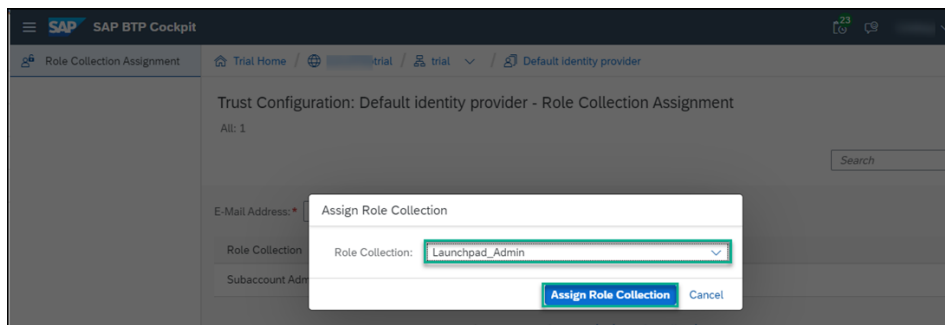 SAP SAP BTP Cockpit 23
Role Collection Assignment
Trial Home / trial / trial / Default identity provider
Trust Configuration: Default identity provider - Role Collection Assignment
All: 1
Search
E-Mail Address: *
Assign Role Collection
Role Collection
Role Collection: Launchpad_Admin
Subaccount Adm
Assign Role Collection Cancel